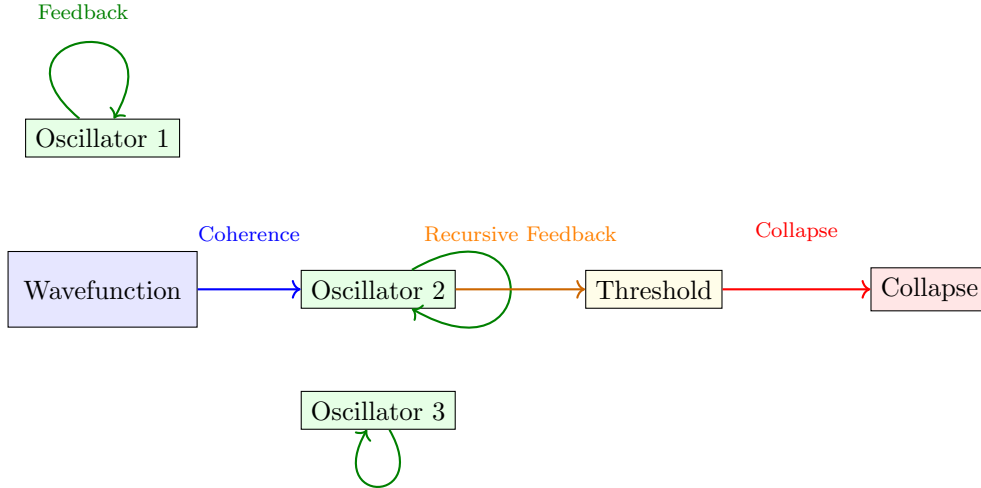 Feedback
Oscillator 1
Coherence
Recursive Feedback
Collapse
Wavefunction
Oscillator 2
Threshold
Collapse
Oscillator 3